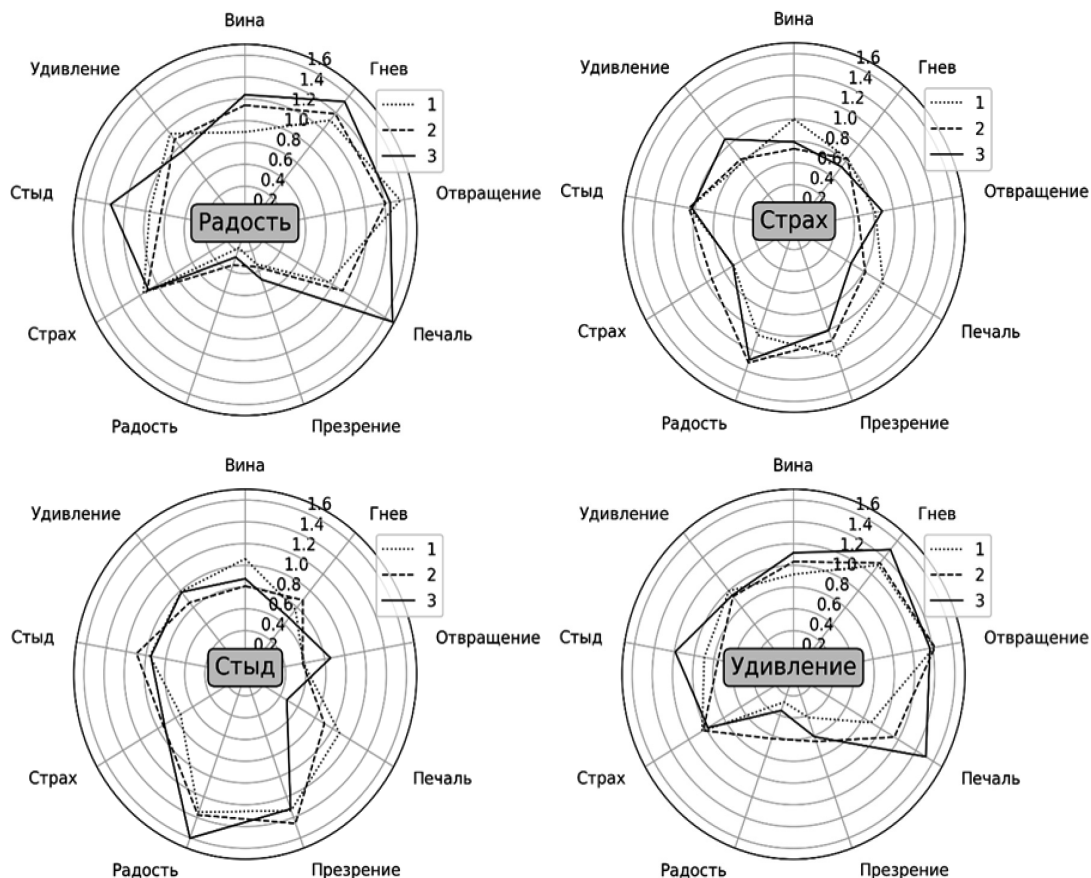 Вина
Удивление
Гнев
1.6
1.4
1.2
1.0
0.8
0.6
0.4
0.2
1
2
3
Стыд
Отвращение
Радость
Страх
Печаль
Радость
Презрение
Вина
Удивление
Гнев
1.6
1.4
1.2
1.0
0.8
0.6
0.4
0.2
1
2
3
Стыд
Отвращение
Страх
Страх
Печаль
Радость
Презрение
Вина
Удивление
Гнев
1.6
1.4
1.2
1.0
0.8
0.6
0.4
0.2
1
2
3
Стыд
Отвращение
Стыд
Страх
Печаль
Радость
Презрение
Вина
Удивление
Гнев
1.6
1.4
1.2
1.0
0.8
0.6
0.4
0.2
1
2
3
Стыд
Отвращение
Удивление
Страх
Печаль
Радость
Презрение